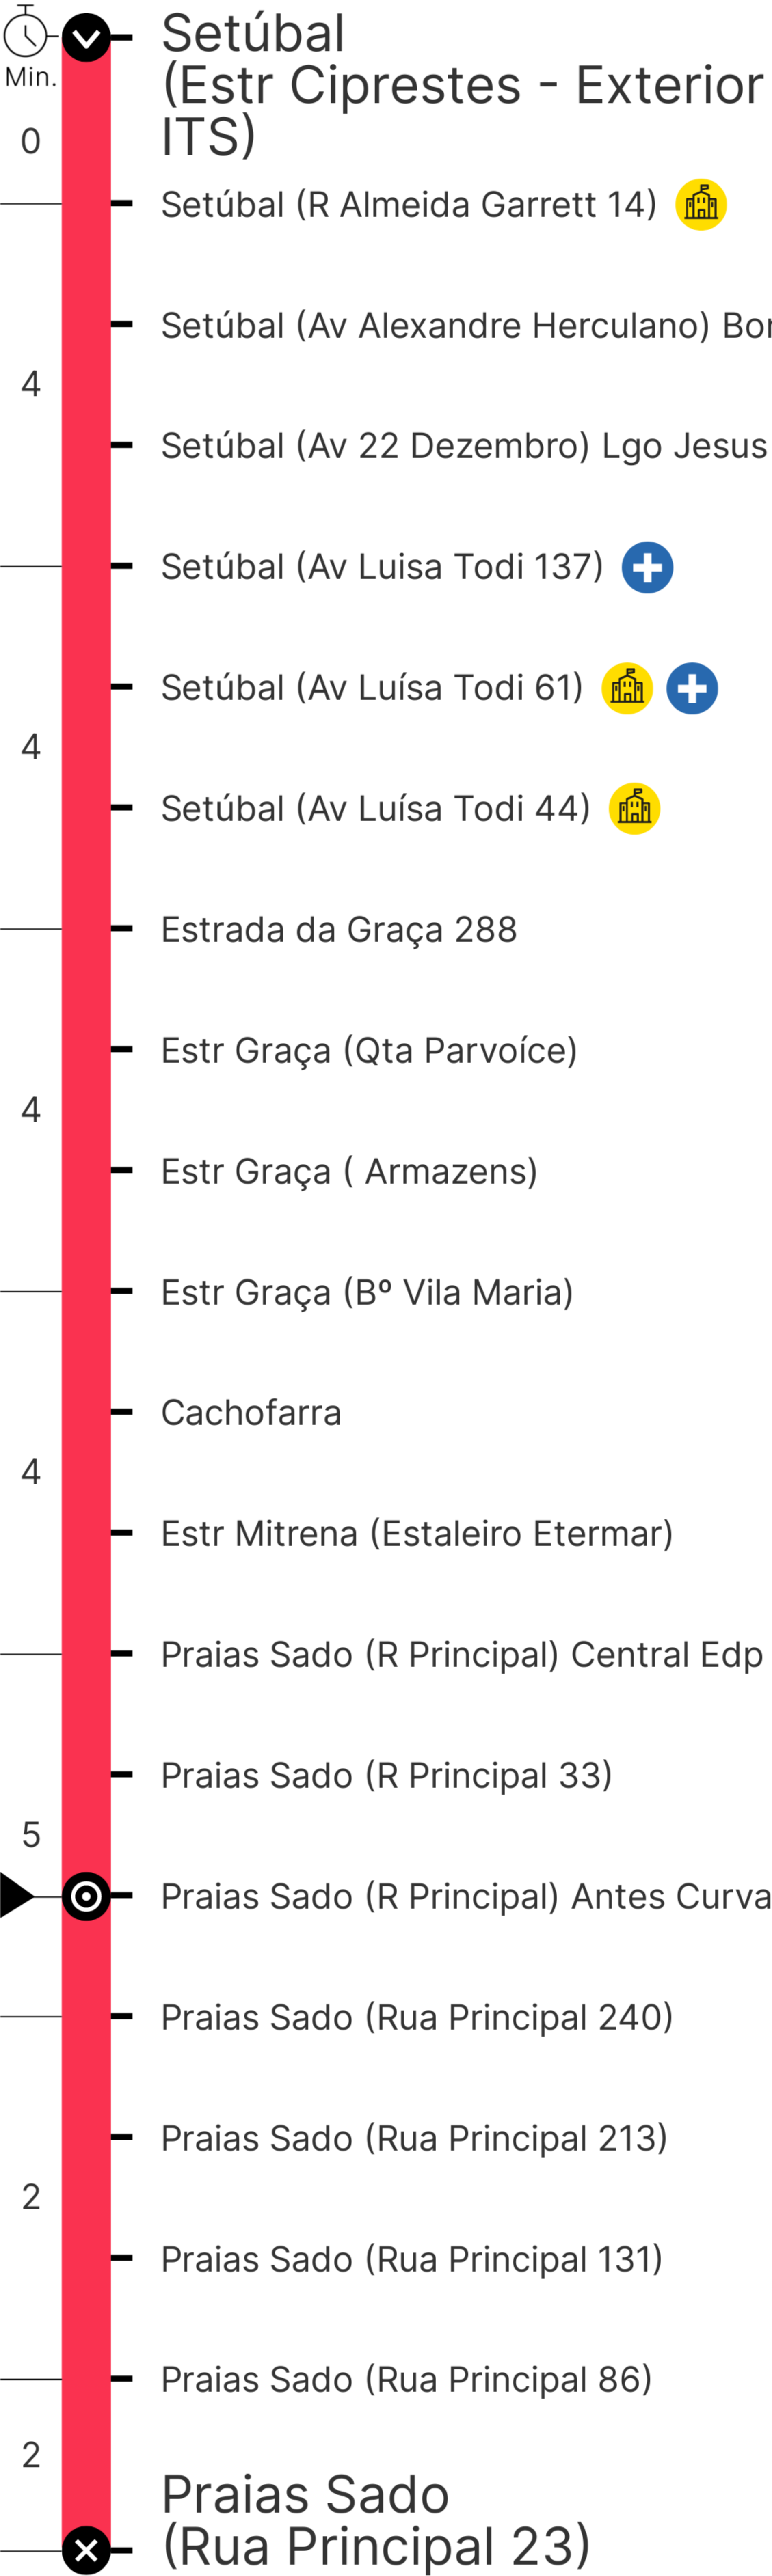 Setúbal
(Estr Ciprestes - Exterior
ITS)
Min.
0
Setúbal (R Almeida Garrett 14)
Setúbal (Av Alexandre Herculano)
4
Setúbal (Av 22 Dezembro) Lgo Jesus
Setúbal (Av Luisa Todi 137)
Setúbal (Av Luísa Todi 61)
4
Setúbal (Av Luísa Todi 44)
Estrada da Graça 288
Estr Graça (Qta Parvoíce)
4
Estr Graça ( Armazens)
Estr Graça (Bº Vila Maria)
Cachofarra
4
Estr Mitrena (Estaleiro Etermar)
Praias Sado (R Principal) Central Edp
Praias Sado (R Principal 33)
5
Praias Sado (R Principal) Antes Curva
Praias Sado (Rua Principal 240)
Praias Sado (Rua Principal 213)
2
Praias Sado (Rua Principal 131)
Praias Sado (Rua Principal 86)
2
Praias Sado
(Rua Principal 23)